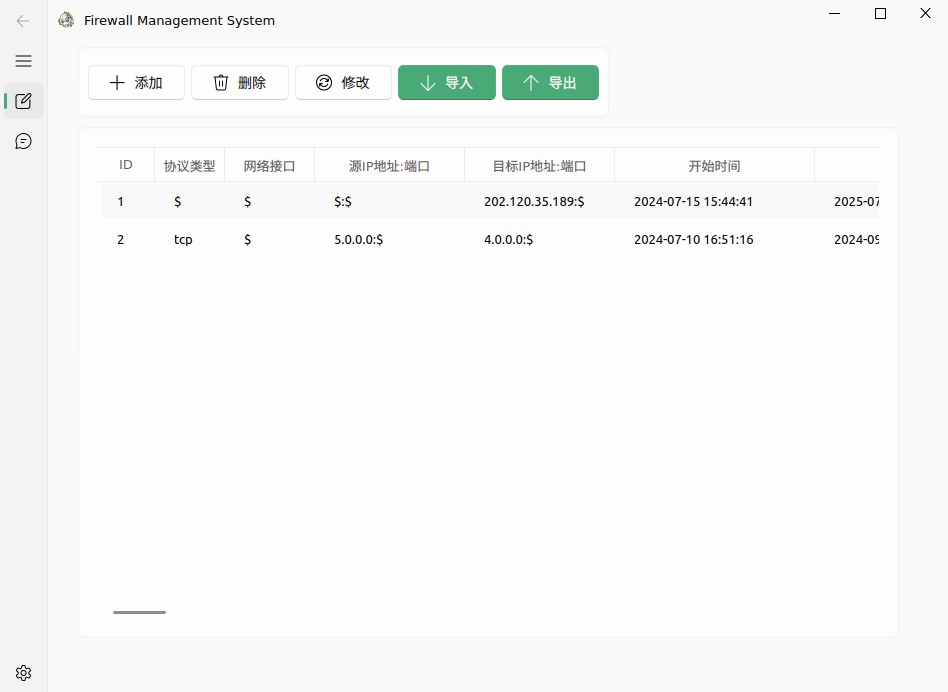 Firewall Management System
添加 删除 修改 导入 导出
ID 协议类型 网络接口 源IP地址:端口 目标IP地址:端口 开始时间
1 $ $ $:$ 202.120.35.189:$ 2024-07-15 15:44:41 2025-07
2 tcp $ 5.0.0.0:$ 4.0.0.0:$ 2024-07-10 16:51:16 2024-09